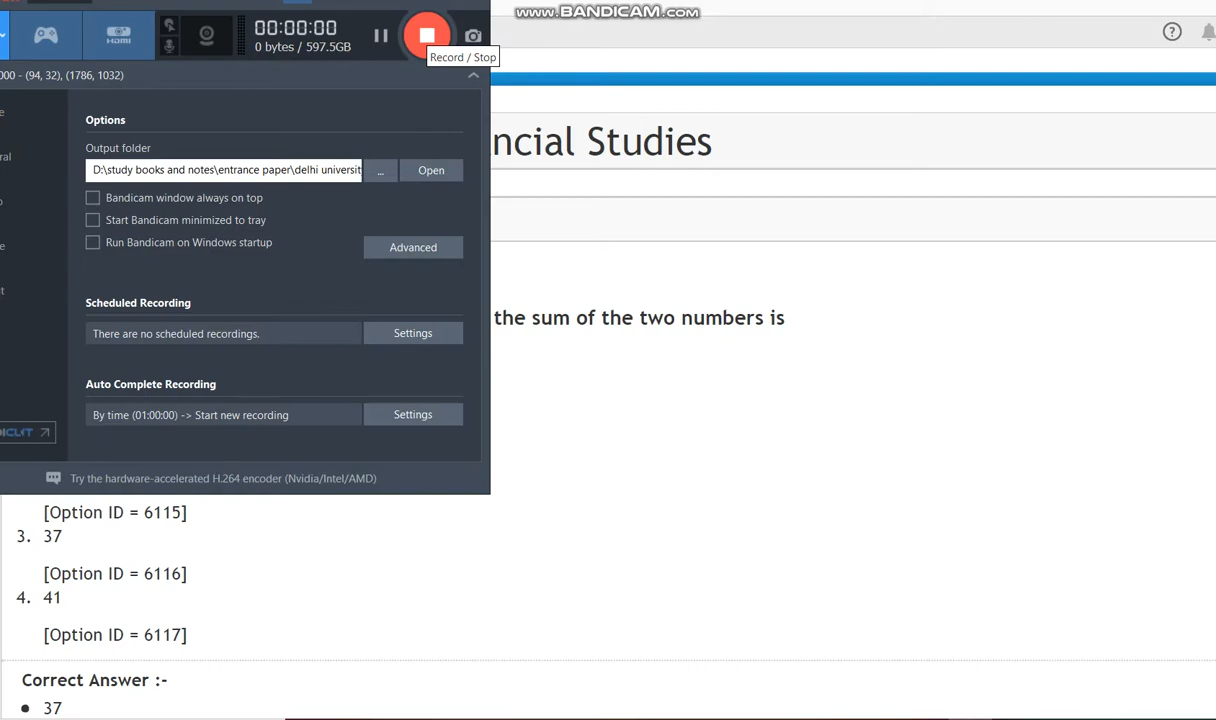 www.BANDICAM.com
00:00:00
0 bytes / 597.5GB
Record / Stop
000 - (94, 32), (1786, 1032)
ncial Studies
Options
Output folder
D:\study books and notes\entrance paper\delhi universit
...
Open
Bandicam window always on top
Start Bandicam minimized to tray
Run Bandicam on Windows startup
Advanced
Scheduled Recording
There are no scheduled recordings.
Settings
the sum of the two numbers is
Auto Complete Recording
By time (01:00:00) -> Start new recording
Settings
Try the hardware-accelerated H.264 encoder (Nvidia/Intel/AMD)
[Option ID = 6115]
3. 37
[Option ID = 6116]
4. 41
[Option ID = 6117]
Correct Answer :-
• 37